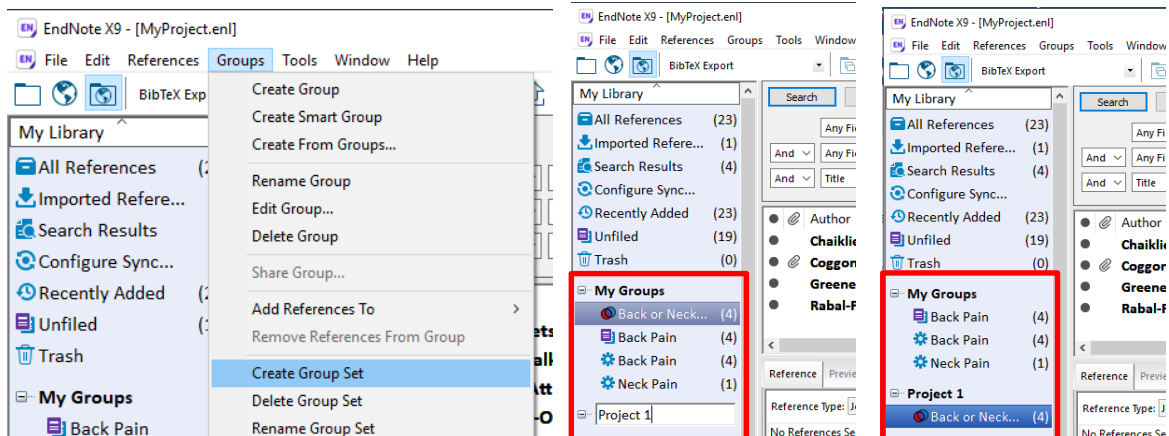 EN EndNote X9 - [MyProject.enl]
EN File Edit References Groups Tools Window Help
BibTeX Exp
My Library
All References
Imported Refere...
Search Results
Configure Sync...
Recently Added
Unfiled
Trash
My Groups
Back Pain
Create Group
Create Smart Group
Create From Groups...
Rename Group
Edit Group...
Delete Group
Share Group...
Add References To >
Remove References From Group
Create Group Set
Delete Group Set
Rename Group Set
EN EndNote X9 - [MyProject.enl]
EN File Edit References Groups Tools Window
BibTeX Export
My Library
All References (23)
Imported Refere... (1)
Search Results (4)
Configure Sync...
Recently Added (23)
Unfiled (19)
Trash (0)
My Groups
Back or Neck... (4)
Back Pain (4)
Back Pain (4)
Neck Pain (1)
Project 1
Search
Any Fie
And Any Fie
And Title
Author
Chaiklie
Coggon
Greene
Rabal-F
Reference Previe
Reference Type: J
No References Se
EN EndNote X9 - [MyProject.enl]
EN File Edit References Groups Tools Window
BibTeX Export
My Library
All References (23)
Imported Refere... (1)
Search Results (4)
Configure Sync...
Recently Added (23)
Unfiled (19)
Trash (0)
My Groups
Back Pain (4)
Back Pain (4)
Neck Pain (1)
Project 1
Back or Neck... (4)
Search
Any Fie
And Any Fie
And Title
Author
Chaiklie
Coggon
Greene
Rabal-F
Reference Previe
Reference Type: J
No References Se